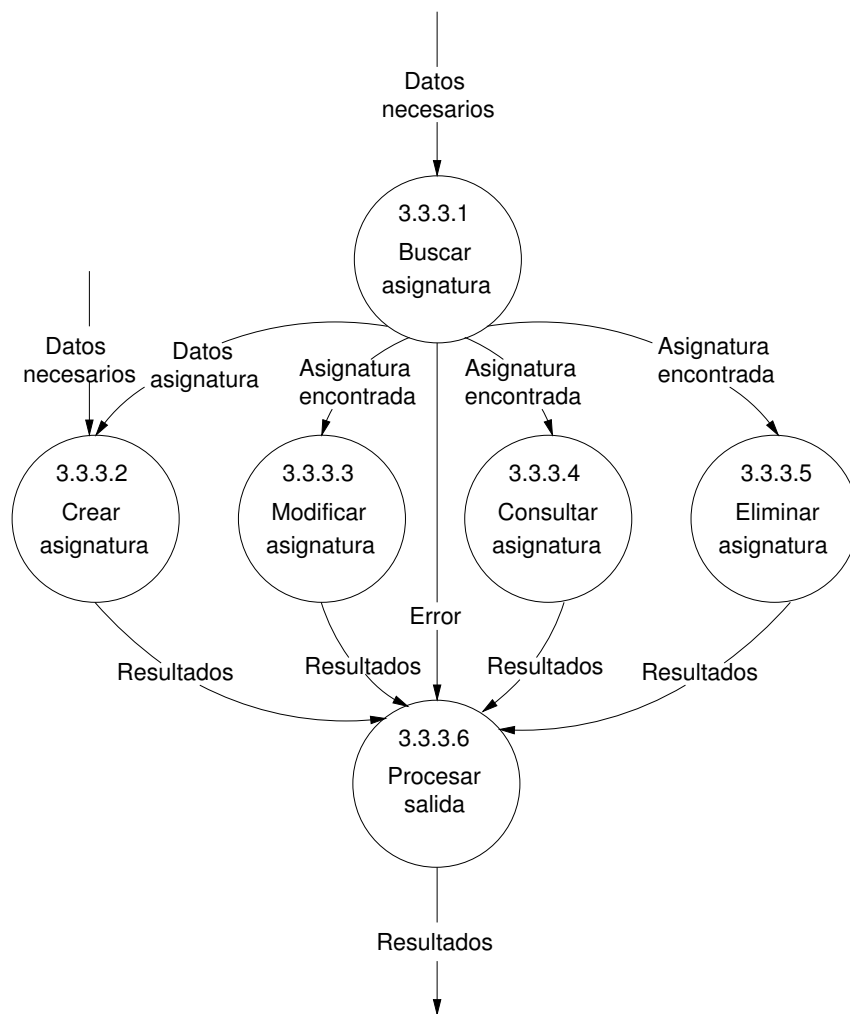 Datos
necesarios
3.3.3.1
Buscar
asignatura
Datos
necesarios
Datos
asignatura
Asignatura
encontrada
Asignatura
encontrada
Asignatura
encontrada
3.3.3.2
Crear
asignatura
3.3.3.3
Modificar
asignatura
3.3.3.4
Consultar
asignatura
3.3.3.5
Eliminar
asignatura
Error
Resultados
Resultados
Resultados
Resultados
3.3.3.6
Procesar
salida
Resultados